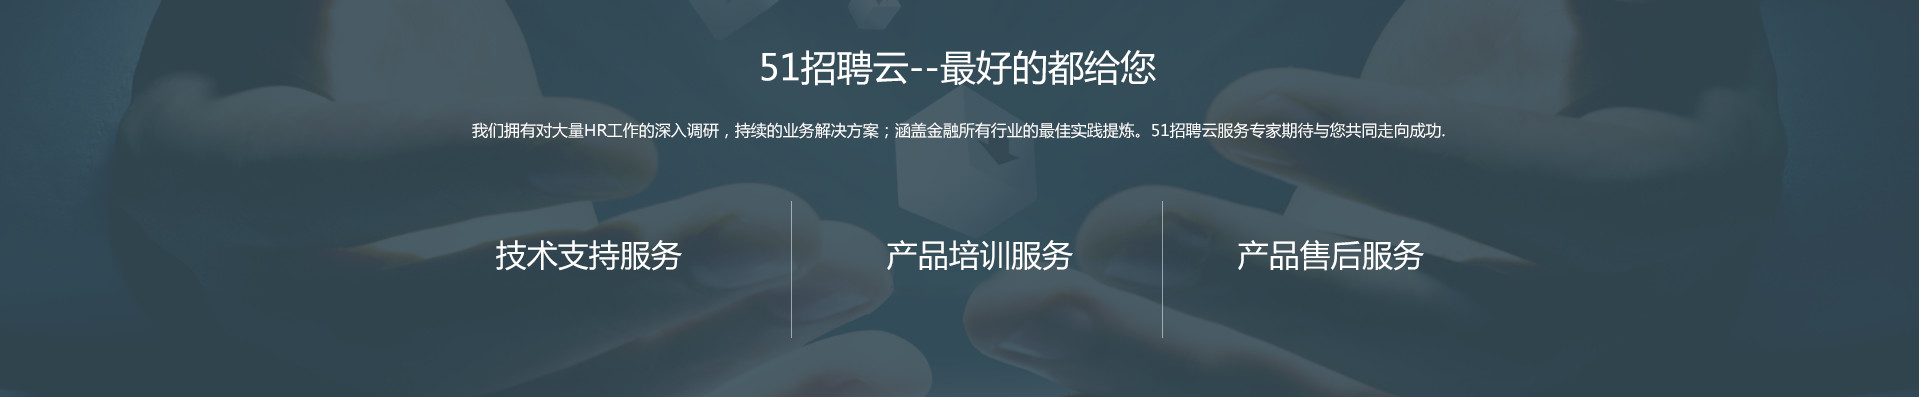 51招聘云--最好的都给您
我们拥有对大量HR工作的深入调研，持续的业务解决方案；涵盖金融所有行业的最佳实践提炼。51招聘云服务专家期待与您共同走向成功.
技术支持服务
产品培训服务
产品售后服务